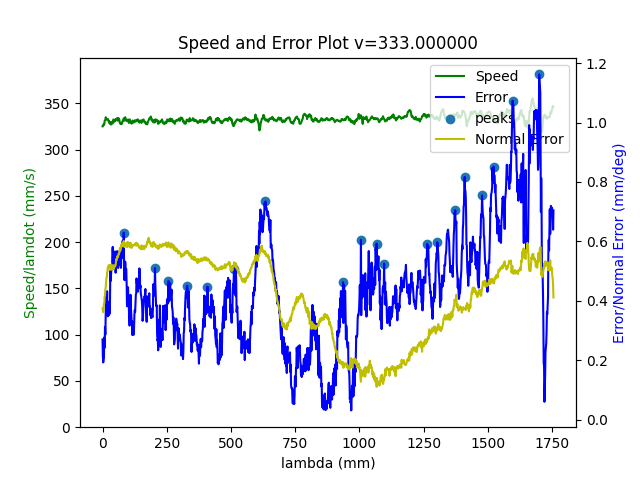 Speed and Error Plot v=333.000000
Speed
Error
peaks
Normal Error
Speed/lamdot (mm/s)
350
300
250
200
150
100
50
0
1.2
1.0
0.8
0.6
0.4
0.2
0.0
Error/Normal Error (mm/deg)
0 250 500 750 1000 1250 1500 1750
lambda (mm)